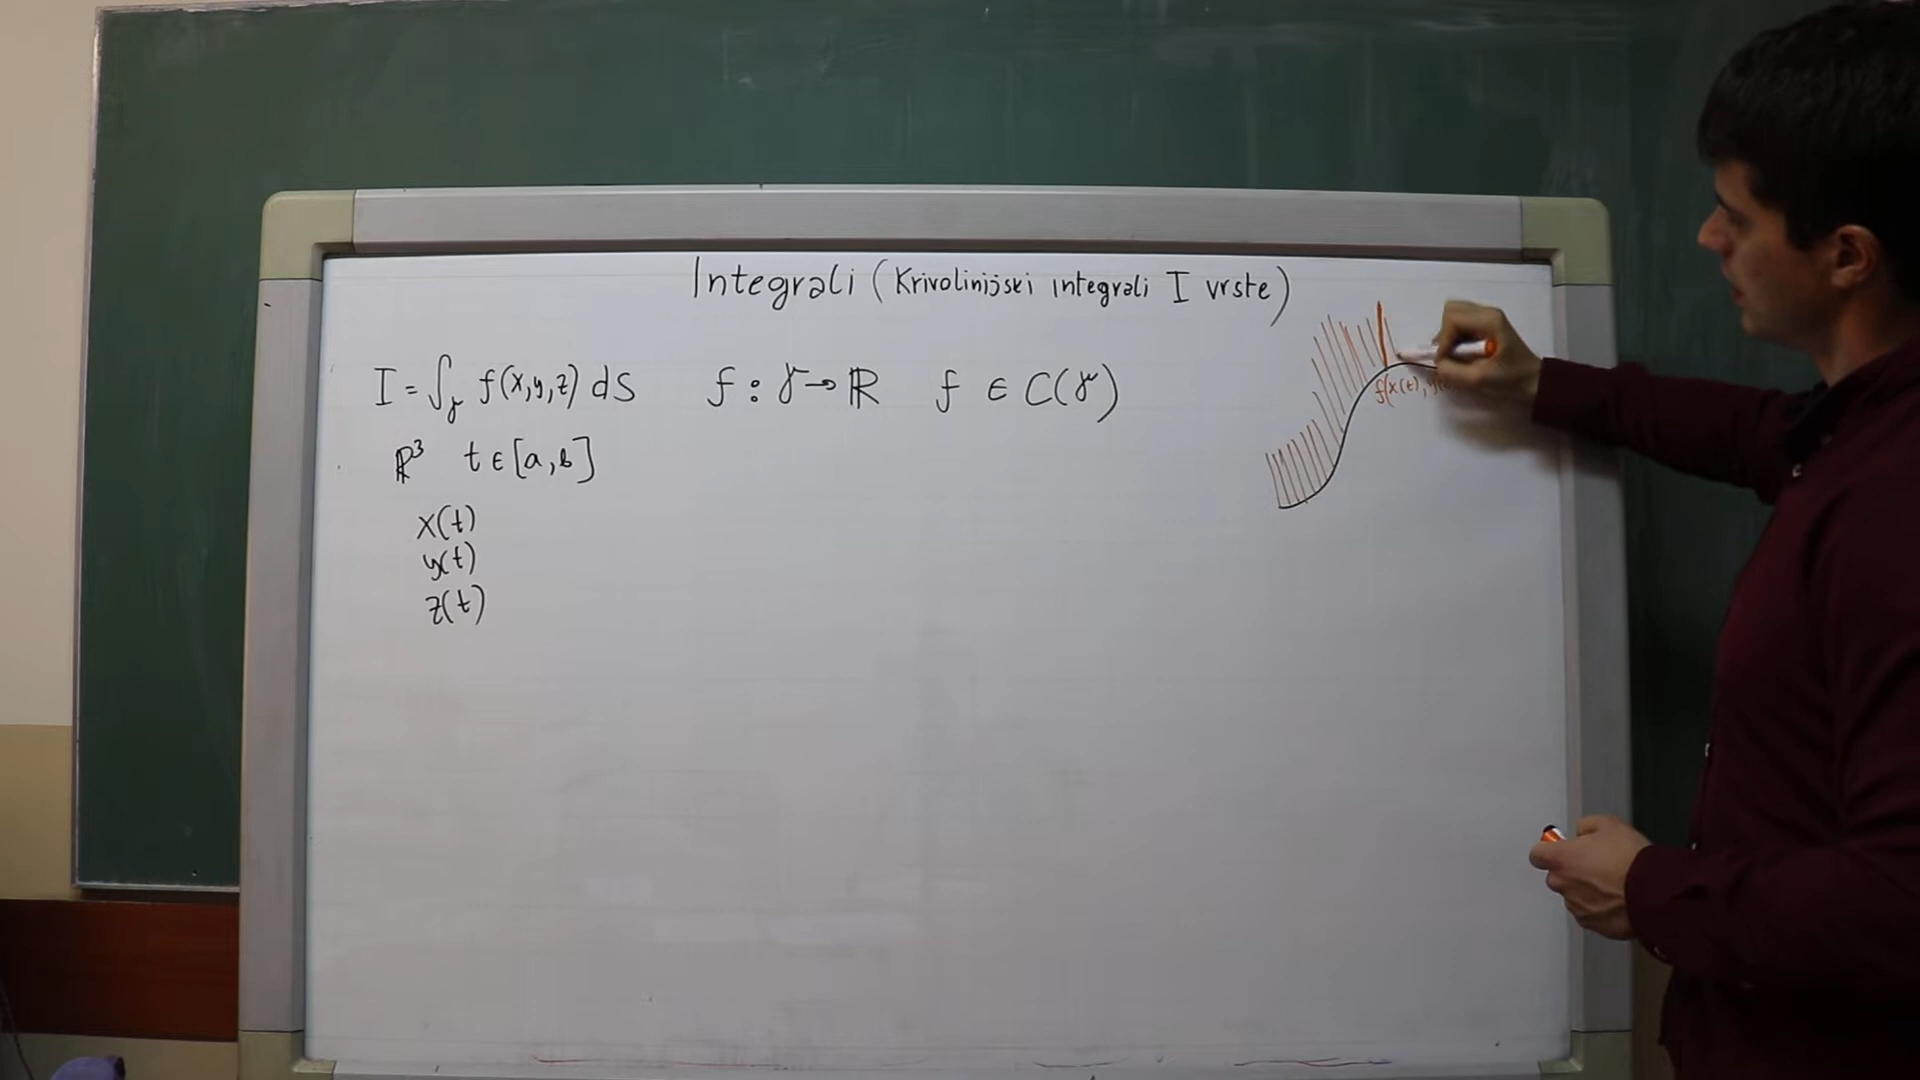 Integrali (Krivolinijski integrali I vrste)
I = ∫γ f(x,y,z) dS f : γ → ℝ f ∈ C(γ)
f(x(t),
ℝ³ t ∈ [a,b]
x(t)
y(t)
z(t)